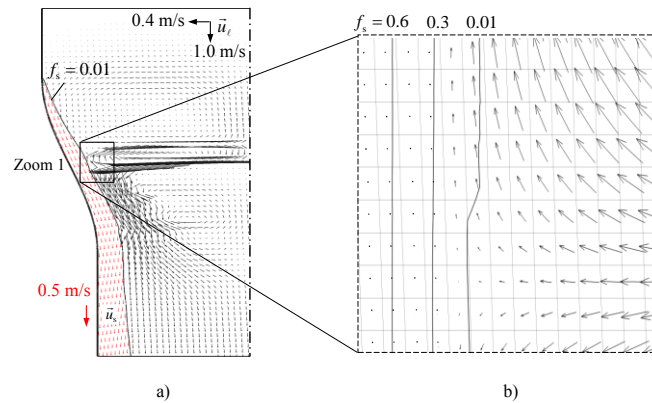 0.4 m/s
u⃗ℓ
1.0 m/s
fs = 0.01
Zoom 1
0.5 m/s
u⃗s
a)
fs = 0.6 0.3 0.01
b)